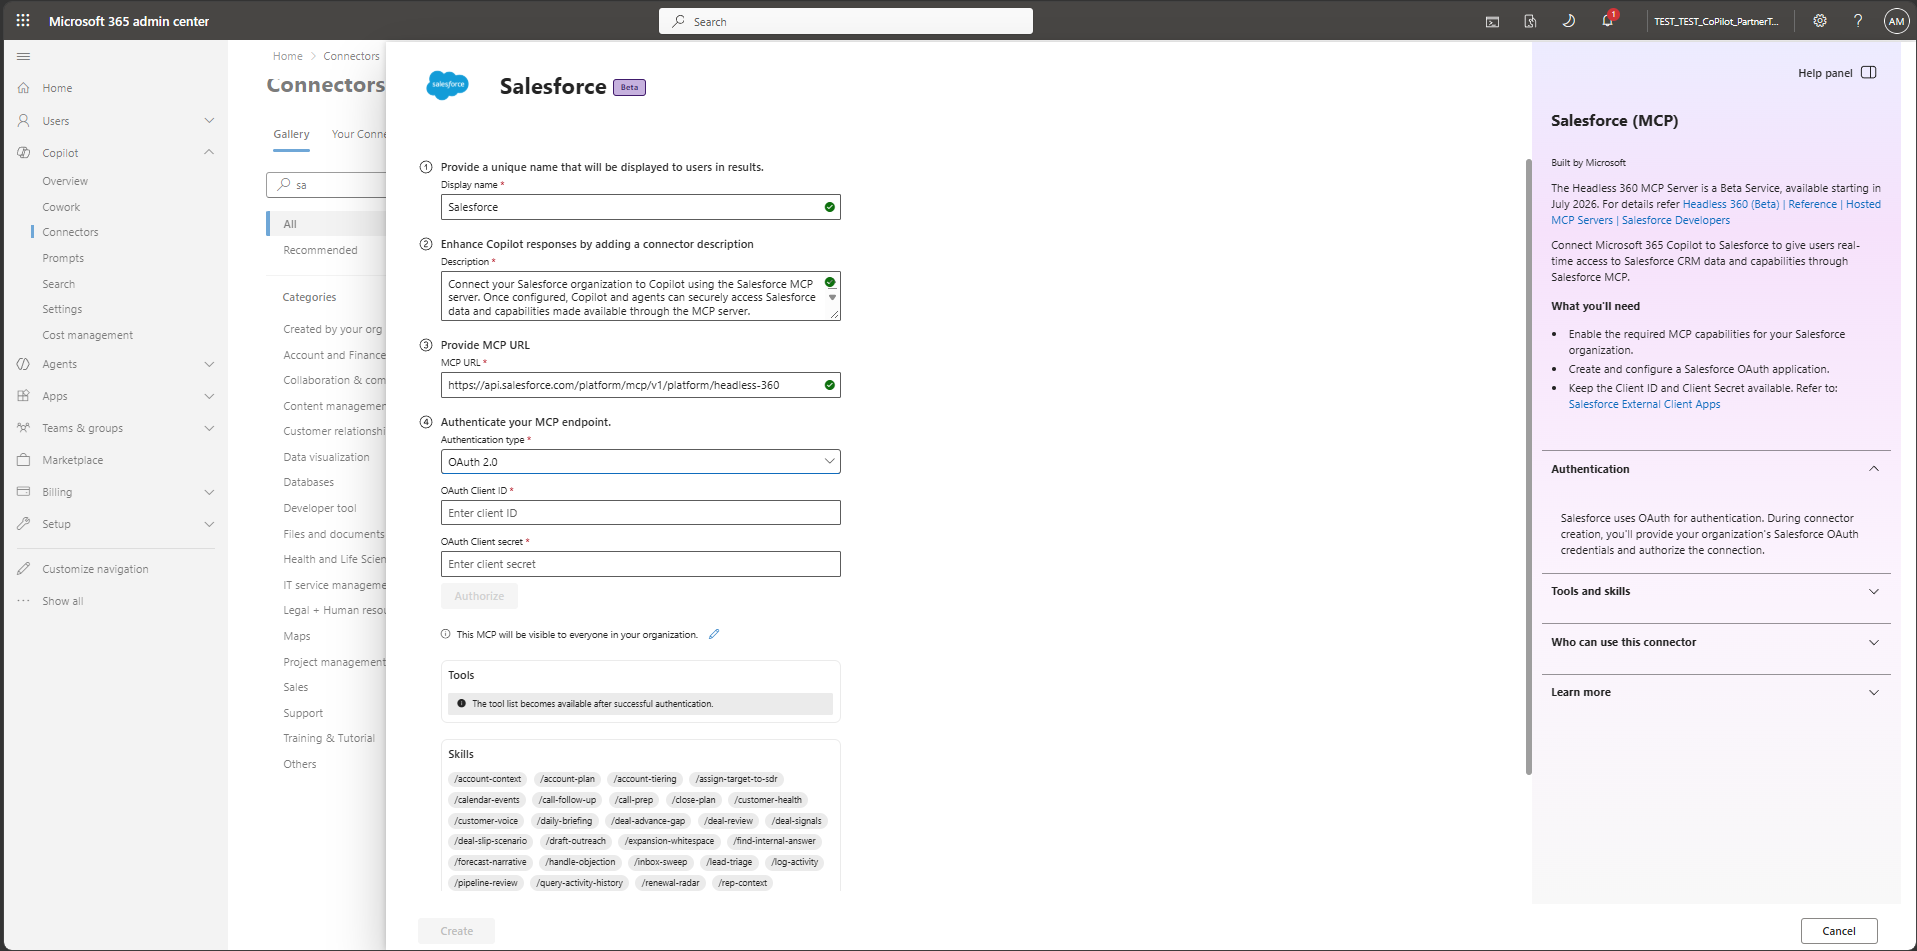 Microsoft 365 admin center
Search
1
TEST_TEST_CoPilot_PartnerT...
?
AM
Home
Users
Copilot
Overview
Cowork
Connectors
Prompts
Search
Settings
Cost management
Agents
Apps
Teams & groups
Marketplace
Billing
Setup
Customize navigation
Show all
Home > Connectors
Connectors
Gallery
Your Conne
sa
All
Recommended
Categories
Created by your org
Account and Finance
Collaboration & com
Content managemen
Customer relationshi
Data visualization
Databases
Developer tool
Files and documents
Health and Life Scien
IT service manageme
Legal + Human resou
Maps
Project management
Sales
Support
Training & Tutorial
Others
salesforce
Salesforce Beta
1 Provide a unique name that will be displayed to users in results.
Display name *
Salesforce
2 Enhance Copilot responses by adding a connector description
Description *
Connect your Salesforce organization to Copilot using the Salesforce MCP
server. Once configured, Copilot and agents can securely access Salesforce
data and capabilities made available through the MCP server.
3 Provide MCP URL
MCP URL *
https://api.salesforce.com/platform/mcp/v1/platform/headless-360
4 Authenticate your MCP endpoint.
Authentication type *
OAuth 2.0
OAuth Client ID *
Enter client ID
OAuth Client secret *
Enter client secret
Authorize
This MCP will be visible to everyone in your organization.
Tools
The tool list becomes available after successful authentication.
Skills
/account-context /account-plan /account-tiering /assign-target-to-sdr
/calendar-events /call-follow-up /call-prep /close-plan /customer-health
/customer-voice /daily-briefing /deal-advance-gap /deal-review /deal-signals
/deal-slip-scenario /draft-outreach /expansion-whitespace /find-internal-answer
/forecast-narrative /handle-objection /inbox-sweep /lead-triage /log-activity
/pipeline-review /query-activity-history /renewal-radar /rep-context
Create
Cancel
Help panel
Salesforce (MCP)
Built by Microsoft
The Headless 360 MCP Server is a Beta Service, available starting in
July 2026. For details refer Headless 360 (Beta) | Reference | Hosted
MCP Servers | Salesforce Developers
Connect Microsoft 365 Copilot to Salesforce to give users real-
time access to Salesforce CRM data and capabilities through
Salesforce MCP.
What you'll need
• Enable the required MCP capabilities for your Salesforce
organization.
• Create and configure a Salesforce OAuth application.
• Keep the Client ID and Client Secret available. Refer to:
Salesforce External Client Apps
Authentication
Salesforce uses OAuth for authentication. During connector
creation, you'll provide your organization's Salesforce OAuth
credentials and authorize the connection.
Tools and skills
Who can use this connector
Learn more